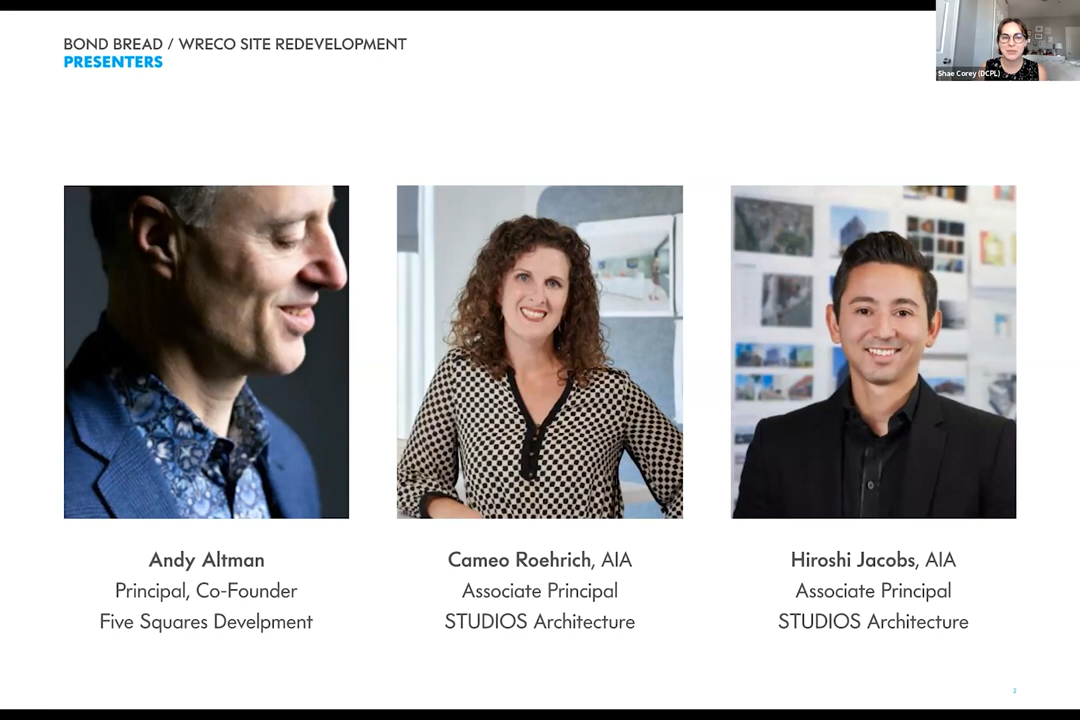 BOND BREAD / WRECO SITE REDEVELOPMENT
PRESENTERS
Shae Corey (DCPL)
Andy Altman
Principal, Co-Founder
Five Squares Develpment
Cameo Roehrich, AIA
Associate Principal
STUDIOS Architecture
Hiroshi Jacobs, AIA
Associate Principal
STUDIOS Architecture
2